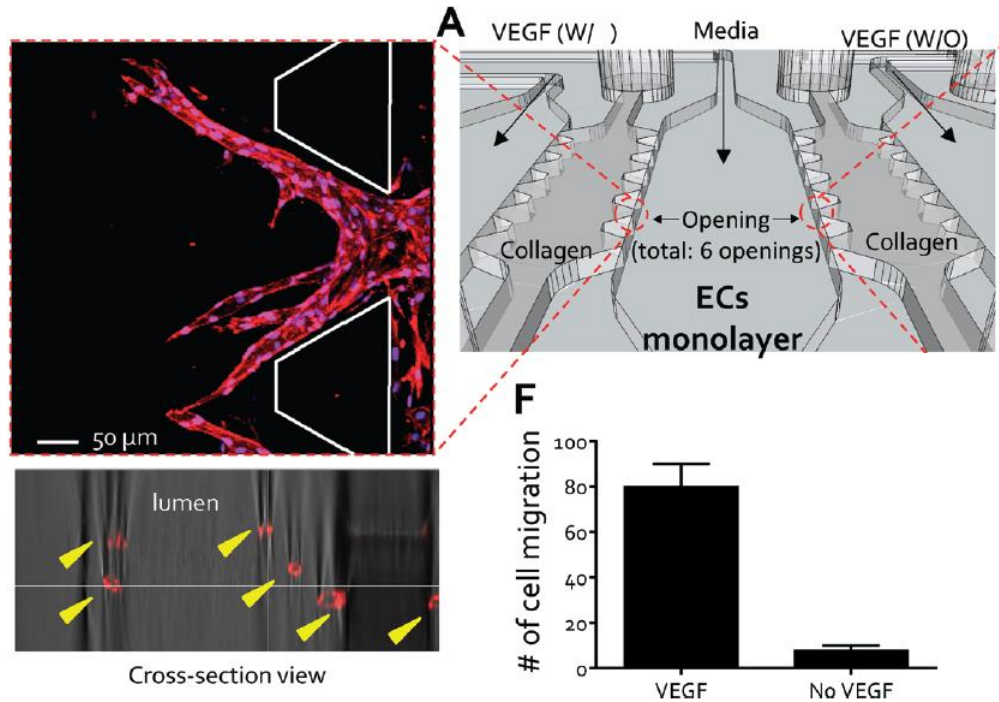 A
VEGF (W/ )
Media
VEGF (W/O)
Opening
(total: 6 openings)
Collagen
Collagen
ECs
monolayer
50 µm
lumen
Cross-section view
F
# of cell migration
100
80
60
40
20
0
VEGF
No VEGF